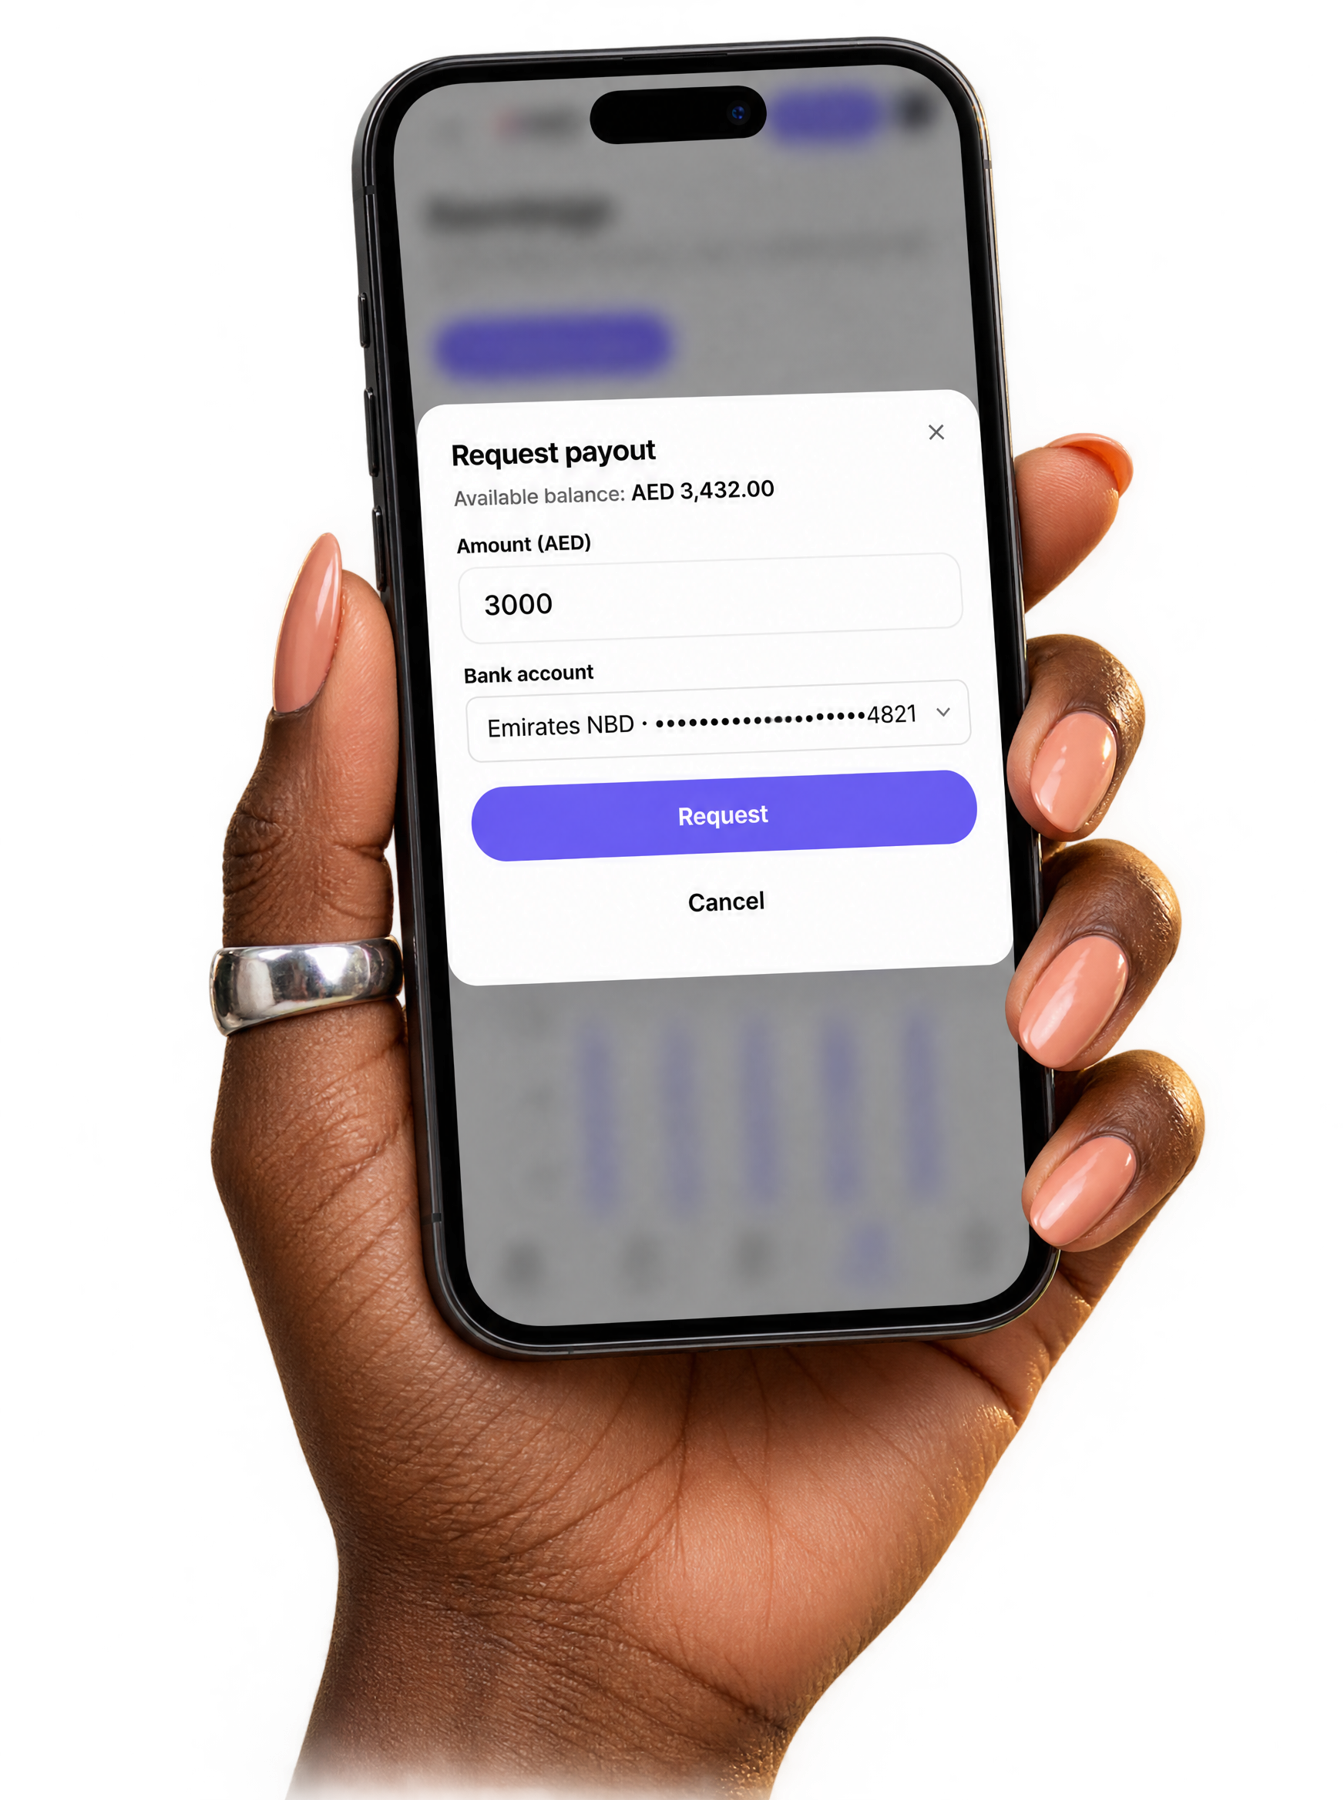 Request payout
Available balance: AED 3,432.00
Amount (AED)
3000
Bank account
Emirates NBD · ••••••••••••••••••••4821
Request
Cancel